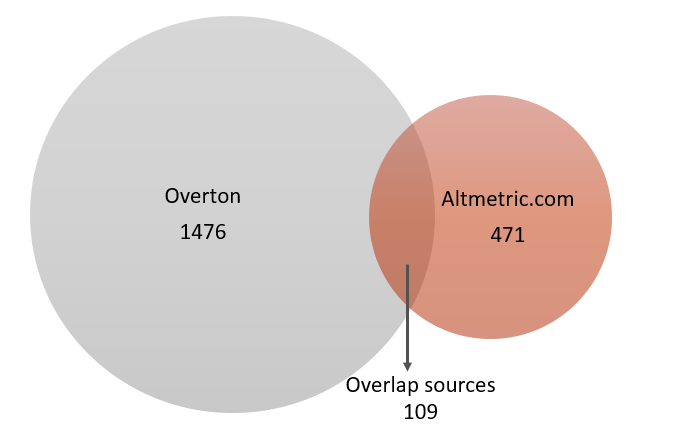 Overton
1476
Altmetric.com
471
Overlap sources
109